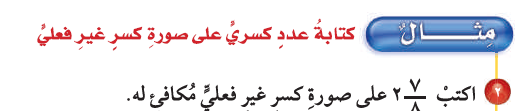 مِثَــالٌ كتابةُ عددٍ كسريٍّ على صورةِ كسرٍ غيرِ فعليٍّ
٢ اكتبْ ٢ ٧/٨ على صورةِ كسرٍ غيرِ فعليٍّ مُكافئٍ له.